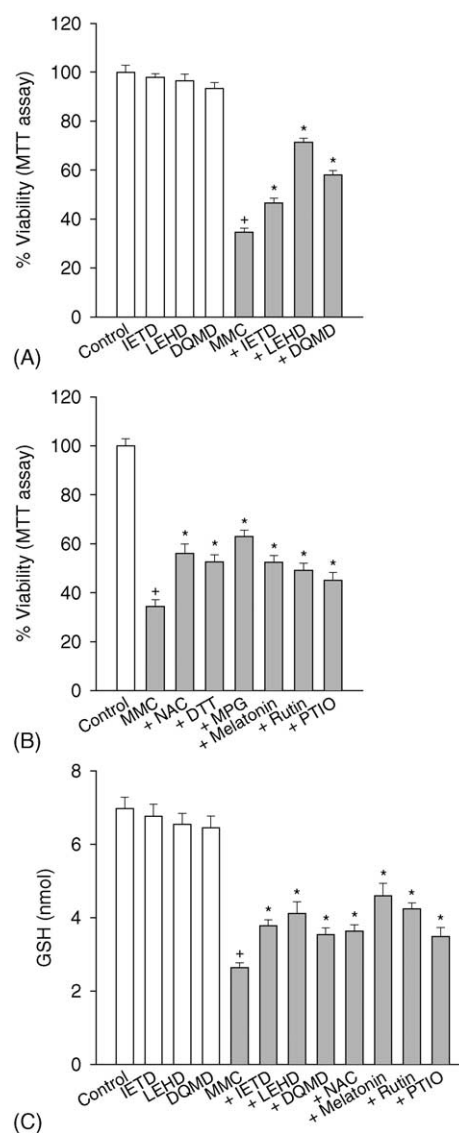 120
100
80
60
40
20
0
% Viability (MTT assay)
+
*
*
*
Control
IETD
LEHD
DQMD
MMC
+ IETD
+ LEHD
+ DQMD
(A)
120
100
80
60
40
20
0
% Viability (MTT assay)
+
*
*
*
*
*
*
Control
MMC
+ NAC
+ DTT
+ MPG
+ Melatonin
+ Rutin
+ PTIO
(B)
8
6
4
2
0
GSH (nmol)
+
*
*
*
*
*
*
*
Control
IETD
LEHD
DQMD
MMC
+ IETD
+ LEHD
+ DQMD
+ NAC
+ Melatonin
+ Rutin
+ PTIO
(C)